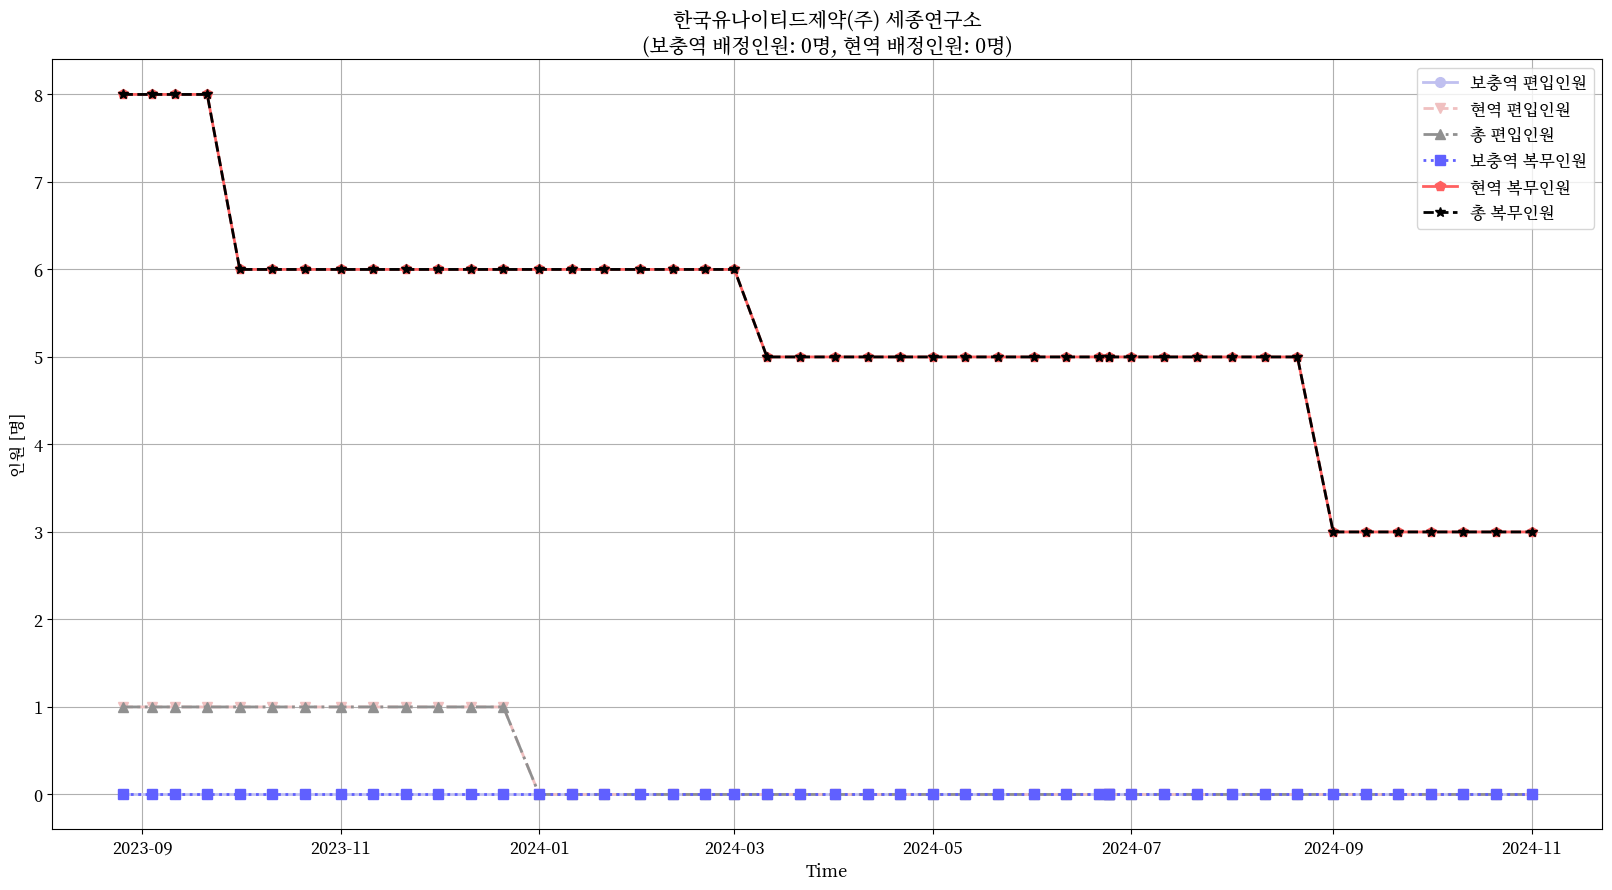 한국유나이티드제약(주) 세종연구소
(보충역 배정인원: 0명, 현역 배정인원: 0명)
보충역 편입인원
현역 편입인원
총 편입인원
보충역 복무인원
현역 복무인원
총 복무인원
인원 [명]
8
7
6
5
4
3
2
1
0
2023-09
2023-11
2024-01
2024-03
2024-05
2024-07
2024-09
2024-11
Time